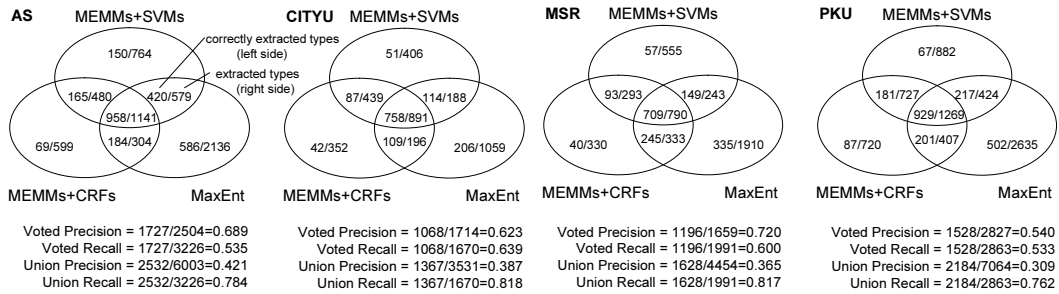 AS
MEMMs+SVMs
150/764
correctly extracted types
(left side)
extracted types
(right side)
165/480
420/579
958/1141
184/304
69/599
586/2136
MEMMs+CRFs
MaxEnt
Voted Precision = 1727/2504=0.689
Voted Recall = 1727/3226=0.535
Union Precision = 2532/6003=0.421
Union Recall = 2532/3226=0.784
CITYU
MEMMs+SVMs
51/406
87/439
114/188
758/891
109/196
42/352
206/1059
MEMMs+CRFs
MaxEnt
Voted Precision = 1068/1714=0.623
Voted Recall = 1068/1670=0.639
Union Precision = 1367/3531=0.387
Union Recall = 1367/1670=0.818
MSR
MEMMs+SVMs
57/555
93/293
149/243
709/790
245/333
40/330
335/1910
MEMMs+CRFs
MaxEnt
Voted Precision = 1196/1659=0.720
Voted Recall = 1196/1991=0.600
Union Precision = 1628/4454=0.365
Union Recall = 1628/1991=0.817
PKU
MEMMs+SVMs
67/882
181/727
217/424
929/1269
201/407
87/720
502/2635
MEMMs+CRFs
MaxEnt
Voted Precision = 1528/2827=0.540
Voted Recall = 1528/2863=0.533
Union Precision = 2184/7064=0.309
Union Recall = 2184/2863=0.762